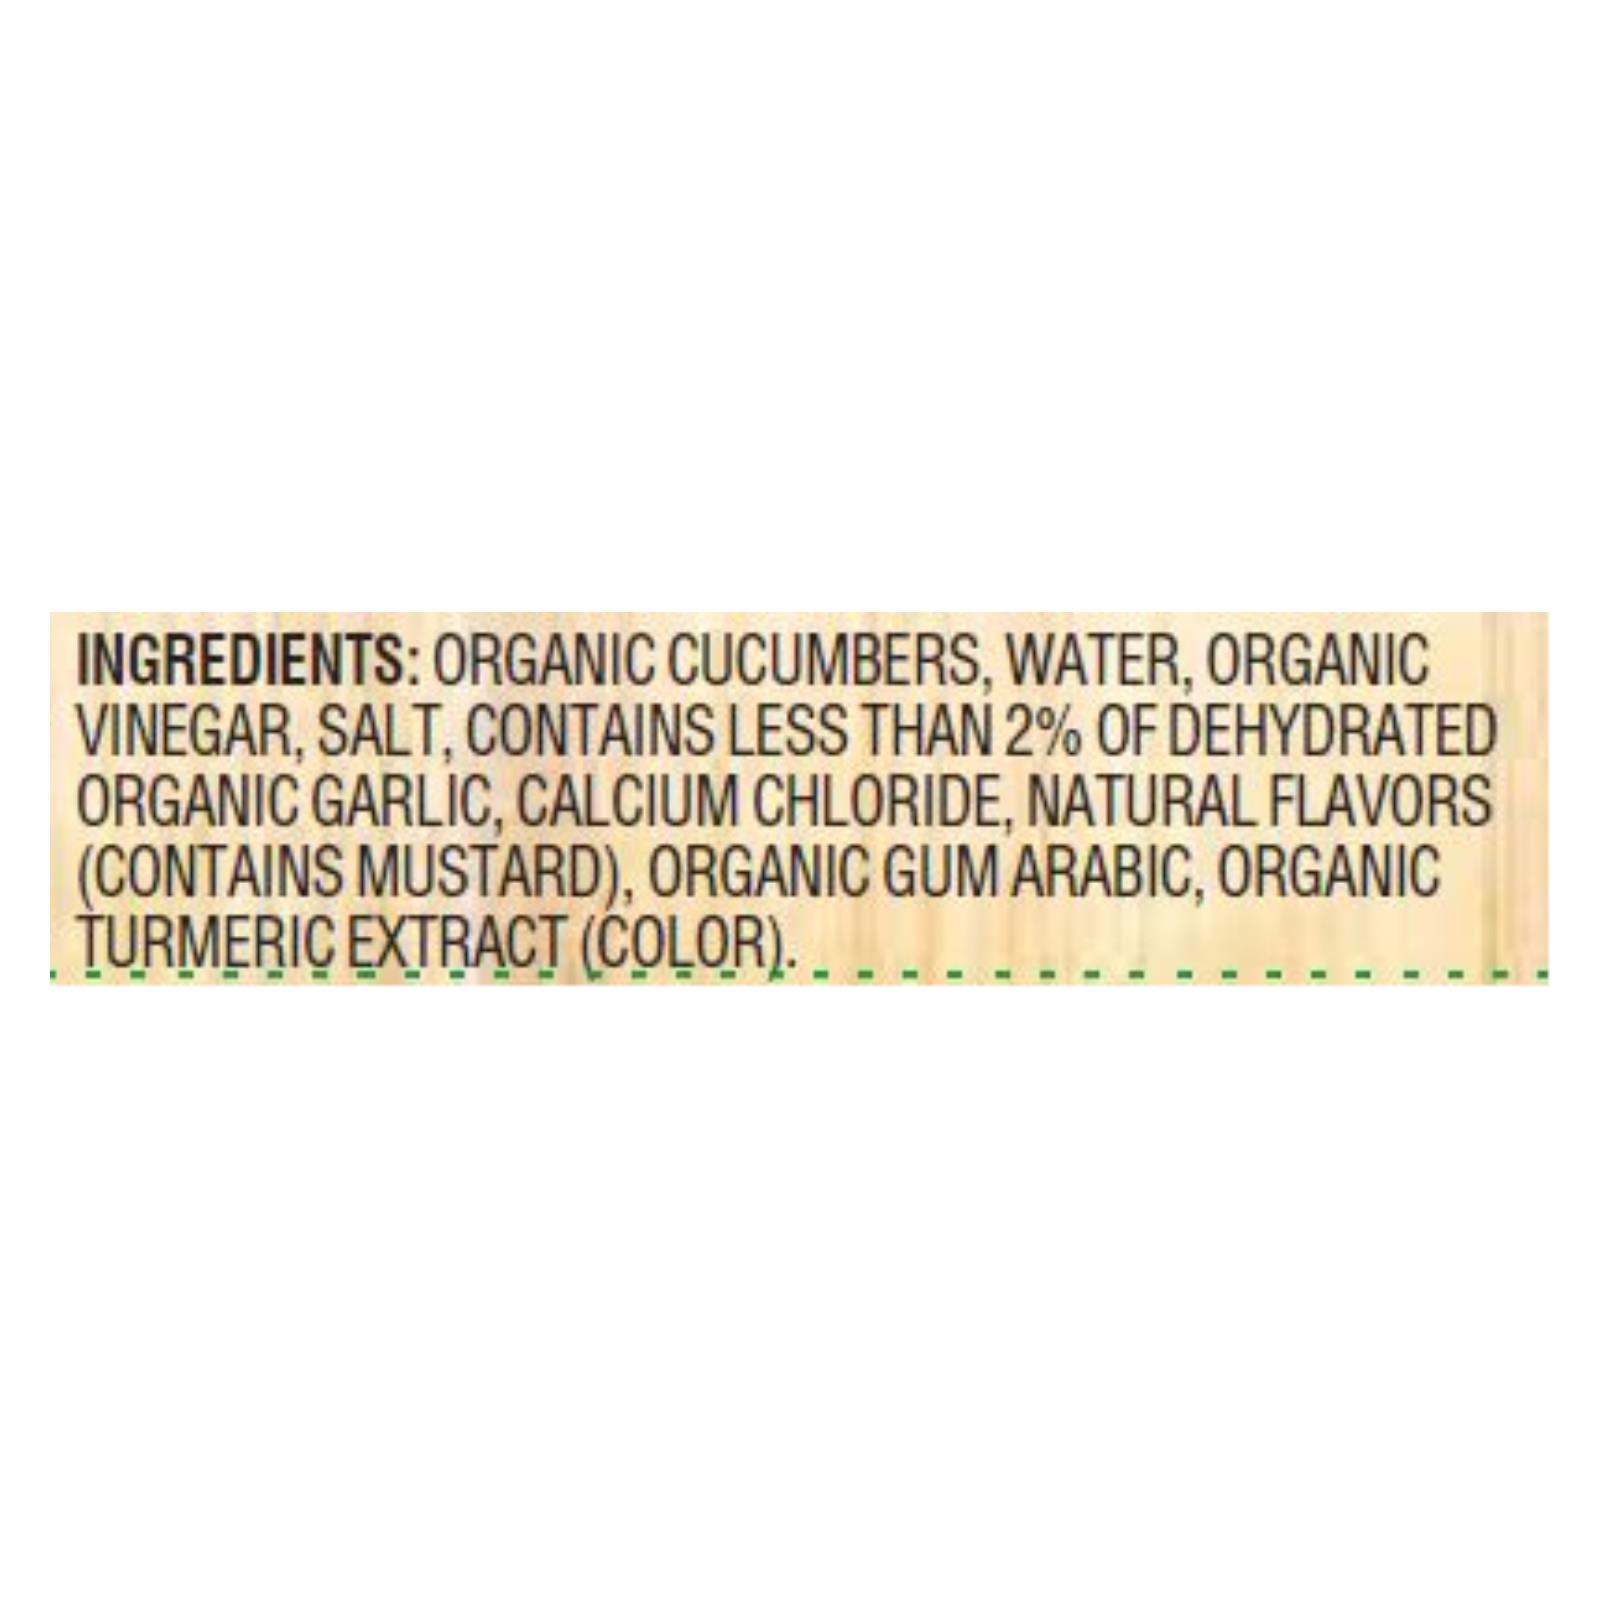 INGREDIENTS: ORGANIC CUCUMBERS, WATER, ORGANIC
VINEGAR, SALT, CONTAINS LESS THAN 2% OF DEHYDRATED
ORGANIC GARLIC, CALCIUM CHLORIDE, NATURAL FLAVORS
(CONTAINS MUSTARD), ORGANIC GUM ARABIC, ORGANIC
TURMERIC EXTRACT (COLOR).